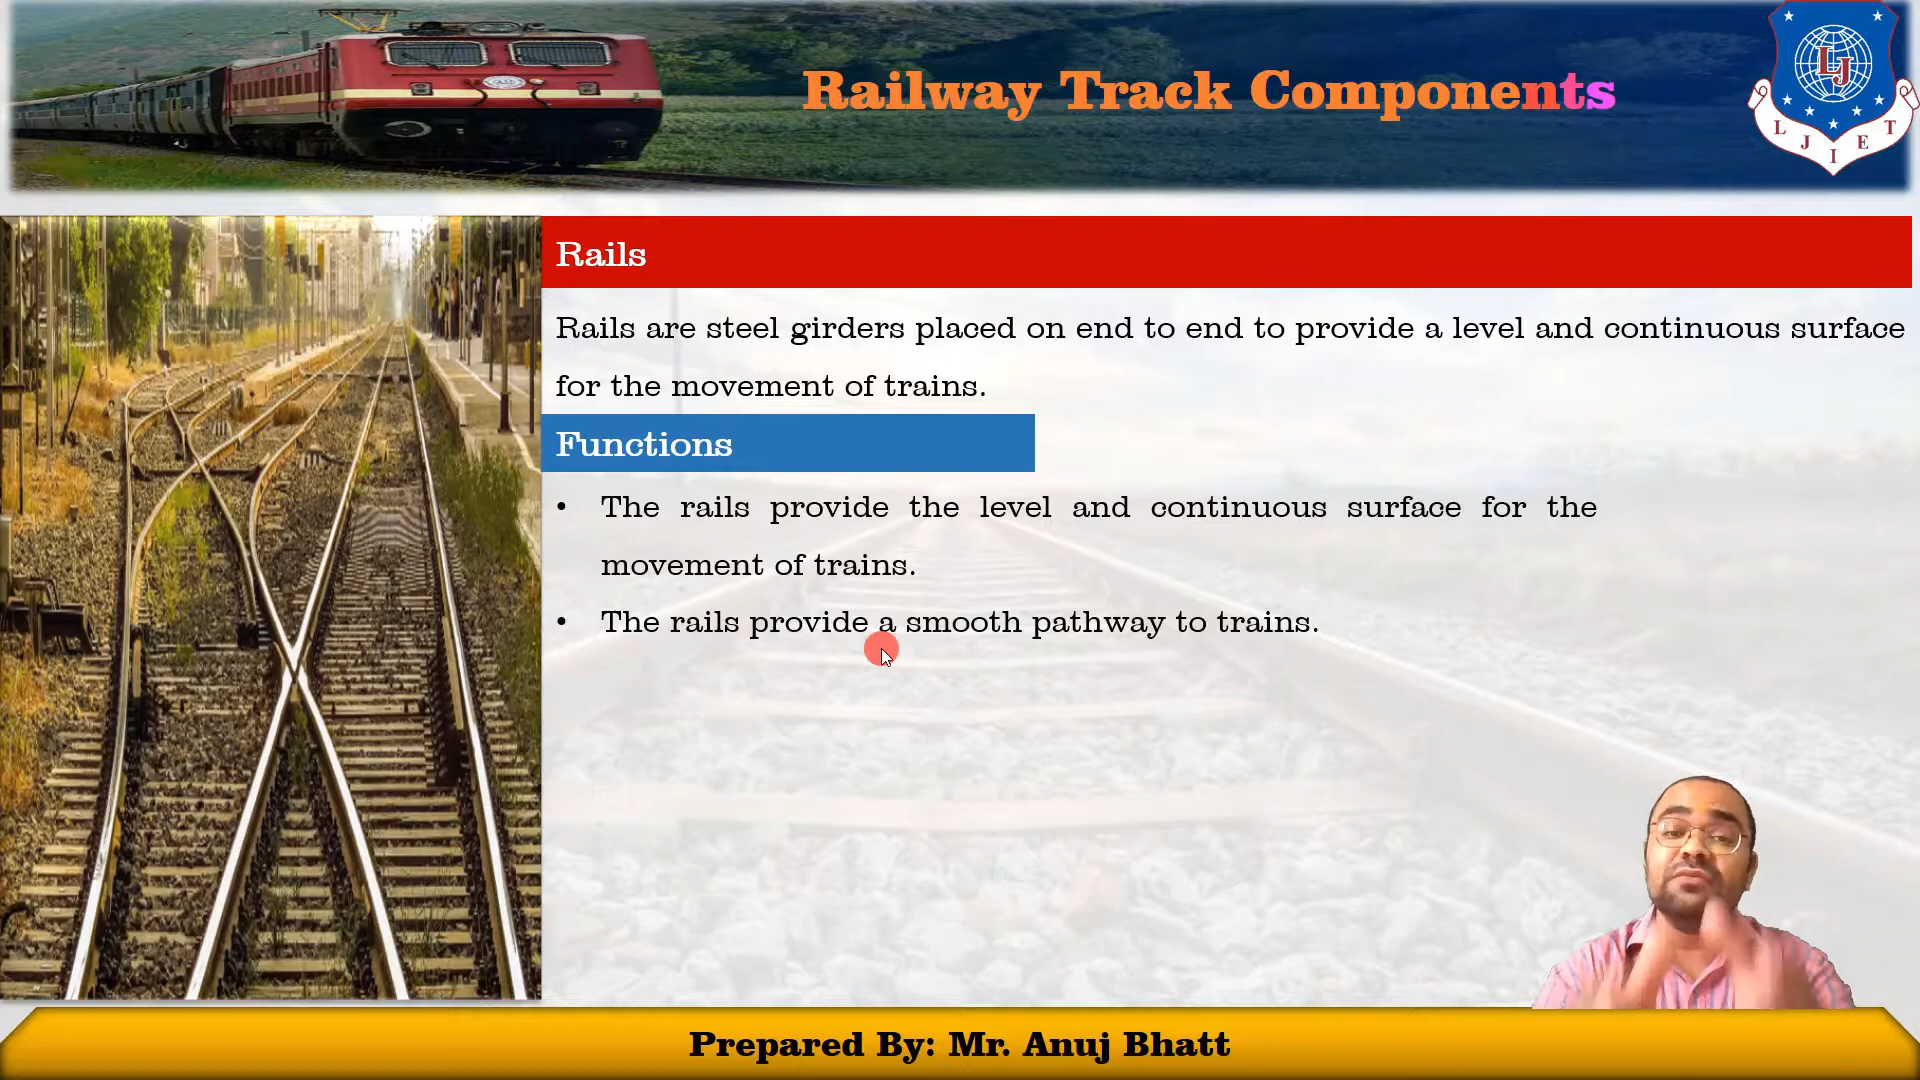 Railway Track Components
LJ
L J I E T
Rails
Rails are steel girders placed on end to end to provide a level and continuous surface
for the movement of trains.
Functions
• The rails provide the level and continuous surface for the
movement of trains.
• The rails provide a smooth pathway to trains.
Prepared By: Mr. Anuj Bhatt